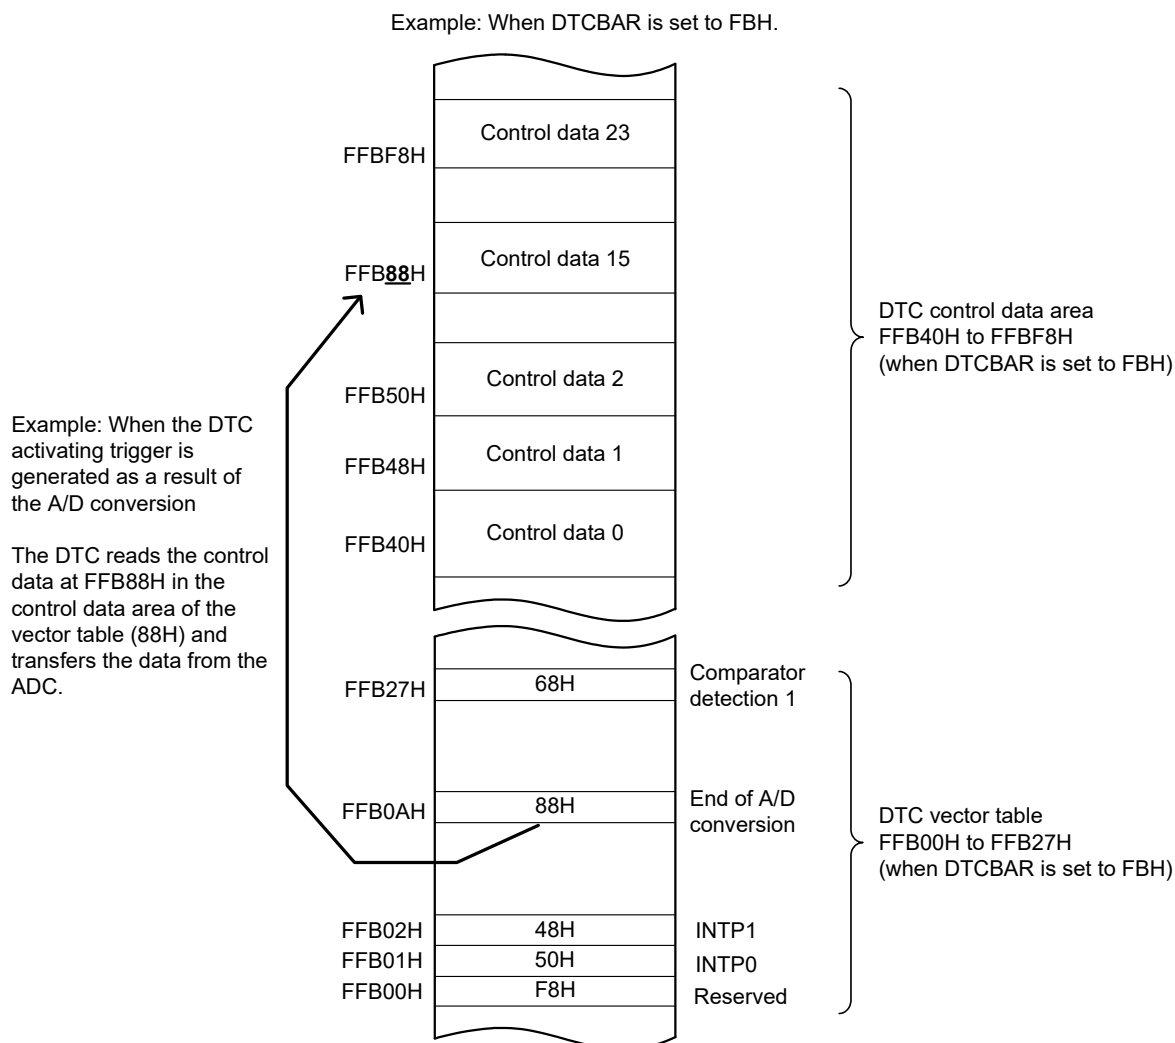 Example: When DTCBAR is set to FBH.
Control data 23
FFBF8H
Control data 15
FFB88H
DTC control data area
FFB40H to FFBF8H
(when DTCBAR is set to FBH)
Control data 2
FFB50H
Control data 1
FFB48H
Control data 0
FFB40H
Example: When the DTC
activating trigger is
generated as a result of
the A/D conversion
The DTC reads the control
data at FFB88H in the
control data area of the
vector table (88H) and
transfers the data from the
ADC.
FFB27H
68H
Comparator
detection 1
FFB0AH
88H
End of A/D
conversion
DTC vector table
FFB00H to FFB27H
(when DTCBAR is set to FBH)
FFB02H
48H
INTP1
FFB01H
50H
INTP0
FFB00H
F8H
Reserved